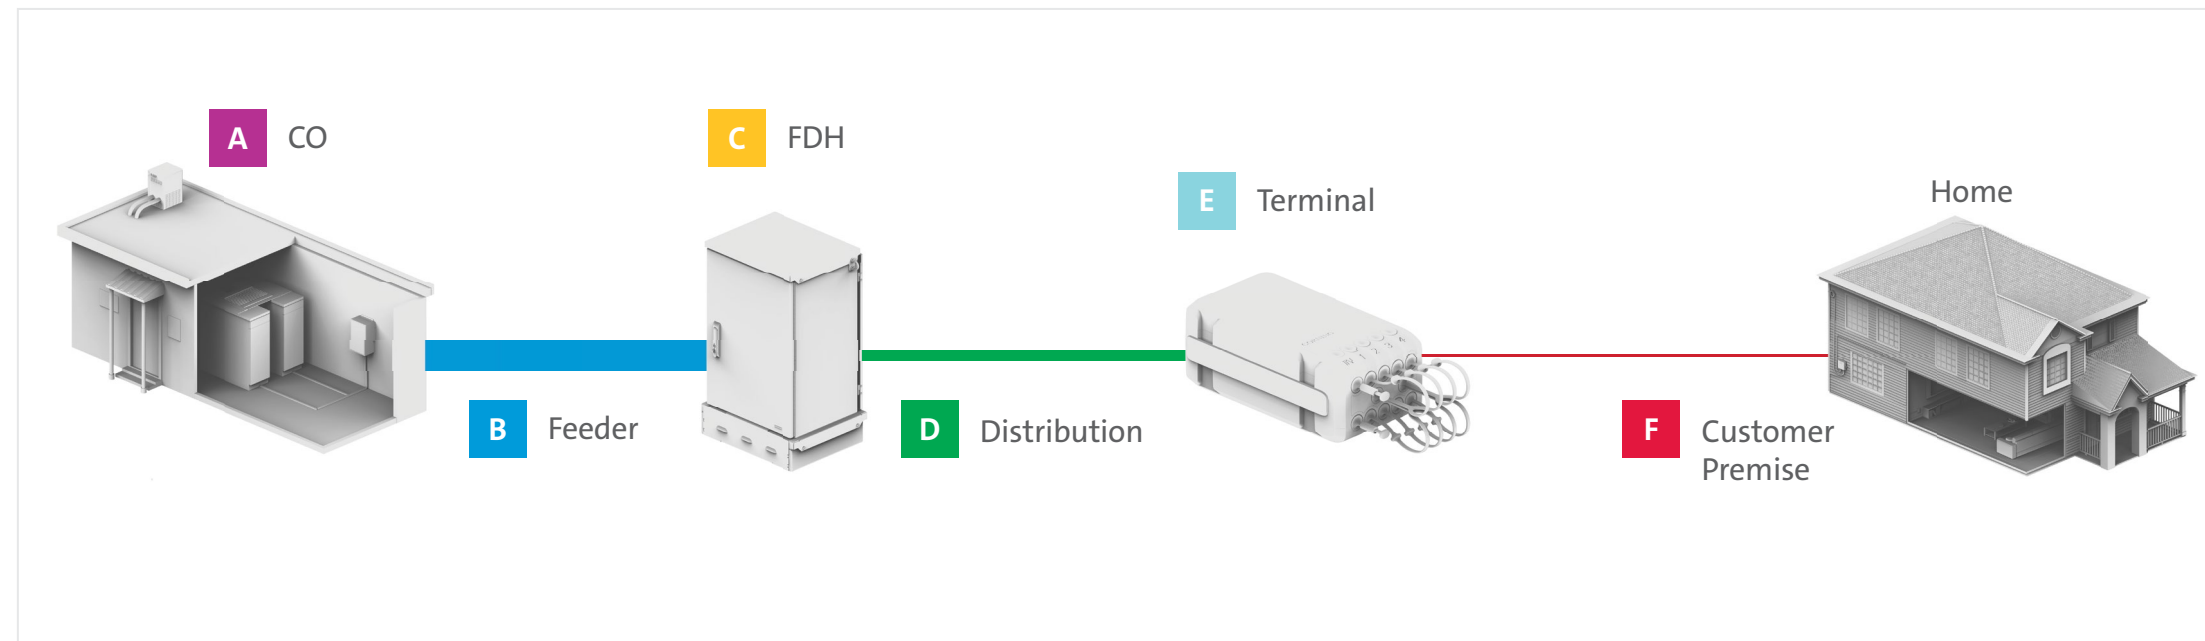 A CO
C FDH
E Terminal
Home
B Feeder
D Distribution
F Customer
Premise